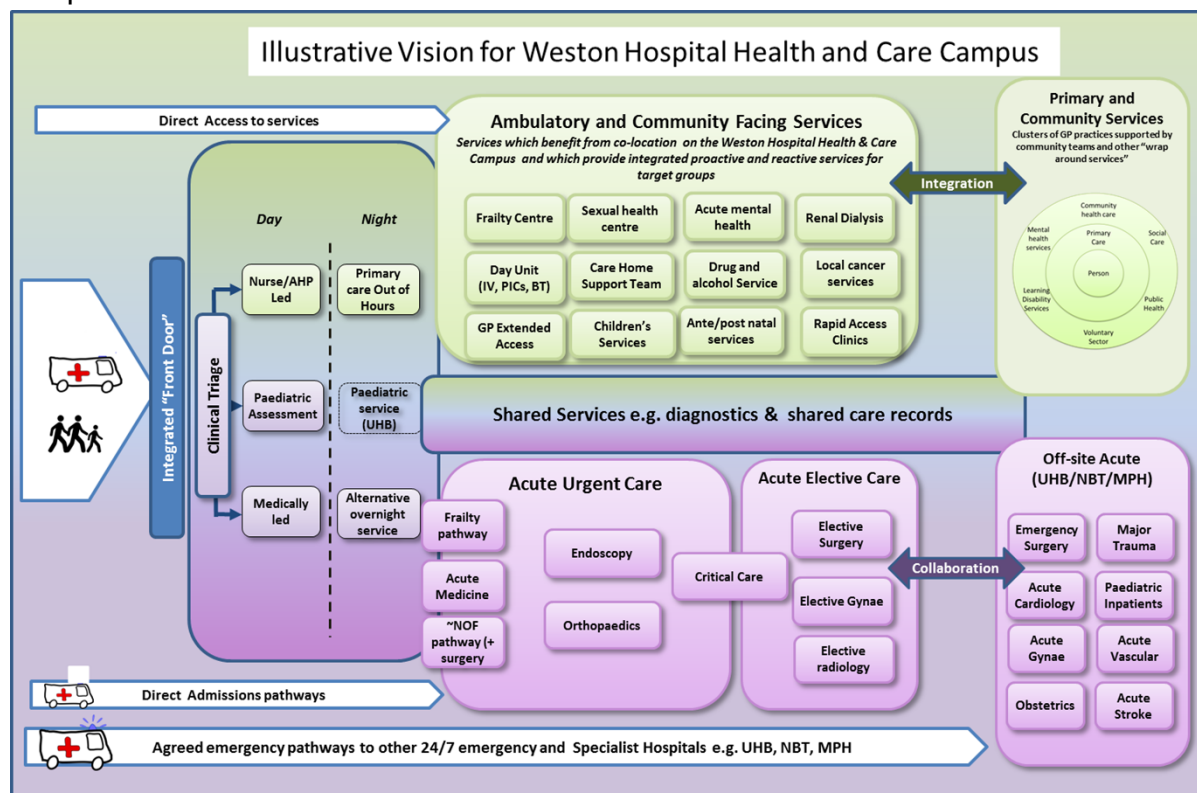 Illustrative Vision for Weston Hospital Health and Care Campus
Direct Access to services
Integrated "Front Door"
Clinical Triage
Day
Night
Nurse/AHP
Led
Primary
care Out of
Hours
Paediatric
Assessment
Paediatric
service
(UHB)
Medically
led
Alternative
overnight
service
Ambulatory and Community Facing Services
Services which benefit from co-location on the Weston Hospital Health & Care
Campus and which provide integrated proactive and reactive services for
target groups
Frailty Centre
Sexual health
centre
Acute mental
health
Renal Dialysis
Day Unit
(IV, PICs, BT)
Care Home
Support Team
Drug and
alcohol Service
Local cancer
services
GP Extended
Access
Children's
Services
Ante/post natal
services
Rapid Access
Clinics
Integration
Primary and
Community Services
Clusters of GP practices supported by
community teams and other "wrap
around services"
Community
health care
Mental
health
services
Primary
Care
Social
Care
Person
Learning
Disability
Services
Public
Health
Voluntary
Sector
Shared Services e.g. diagnostics & shared care records
Acute Urgent Care
Frailty
pathway
Acute
Medicine
~NOF
pathway (+
surgery
Endoscopy
Orthopaedics
Critical Care
Acute Elective Care
Elective
Surgery
Elective Gynae
Elective
radiology
Collaboration
Off-site Acute
(UHB/NBT/MPH)
Emergency
Surgery
Major
Trauma
Acute
Cardiology
Paediatric
Inpatients
Acute
Gynae
Acute
Vascular
Obstetrics
Acute
Stroke
Direct Admissions pathways
Agreed emergency pathways to other 24/7 emergency and Specialist Hospitals e.g. UHB, NBT, MPH